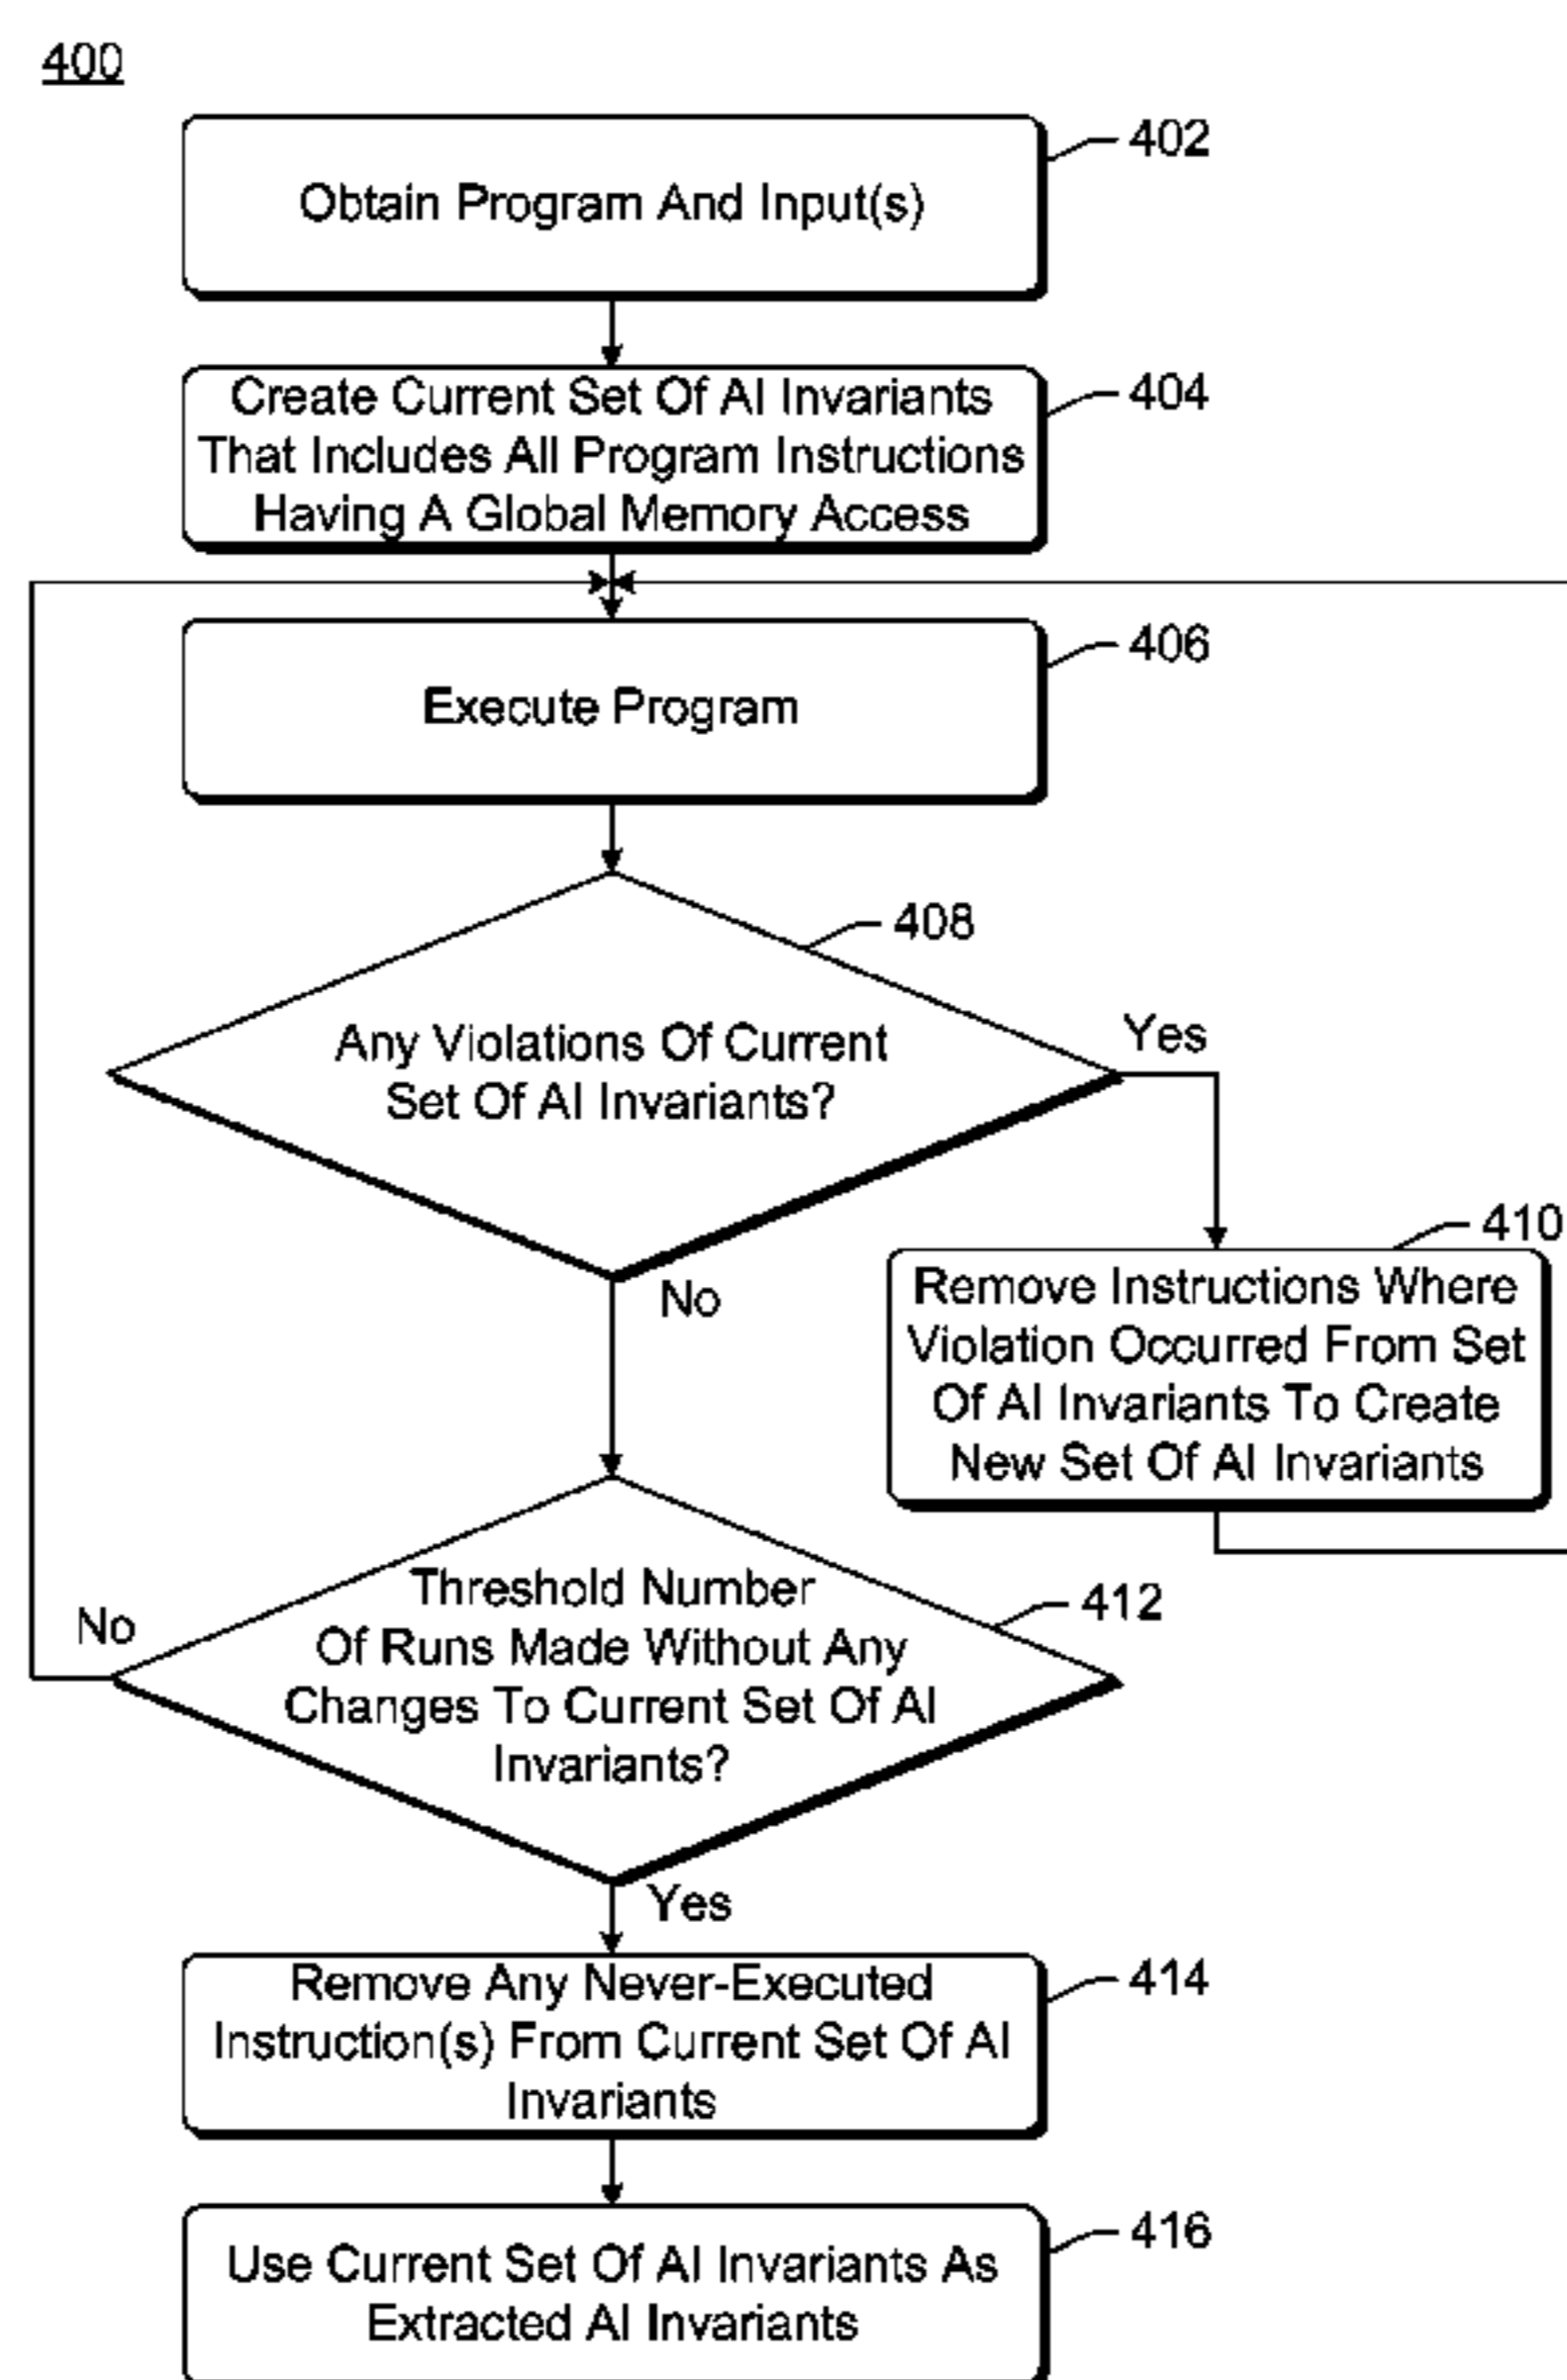 400
402
Obtain Program And Input(s)
404
Create Current Set Of AI Invariants
That Includes All Program Instructions
Having A Global Memory Access
406
Execute Program
408
Any Violations Of Current
Set Of AI Invariants?
Yes
No
410
Remove Instructions Where
Violation Occurred From Set
Of AI Invariants To Create
New Set Of AI Invariants
412
Threshold Number
Of Runs Made Without Any
Changes To Current Set Of AI
Invariants?
No
Yes
414
Remove Any Never-Executed
Instruction(s) From Current Set Of AI
Invariants
416
Use Current Set Of AI Invariants As
Extracted AI Invariants